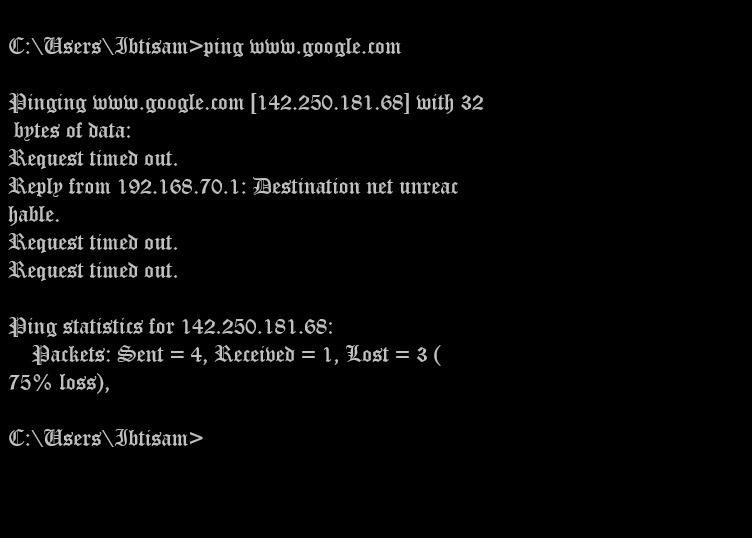 C:\Users\Ibtisam>ping www.google.com
Pinging www.google.com [142.250.181.68] with 32
bytes of data:
Request timed out.
Reply from 192.168.70.1: Destination net unreac
hable.
Request timed out.
Request timed out.
Ping statistics for 142.250.181.68:
Packets: Sent = 4, Received = 1, Lost = 3 (
75% loss),
C:\Users\Ibtisam>